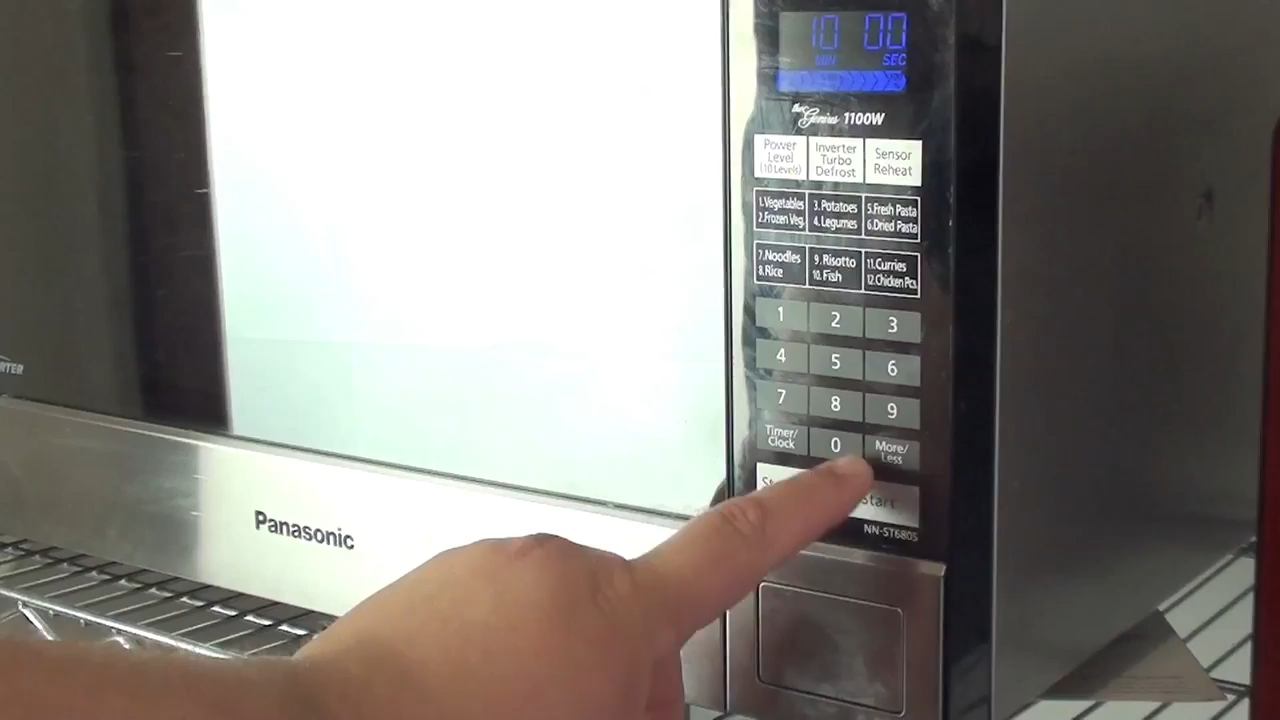 10 00
MIN SEC
the Genius 1100W
Power
Level
(10 Levels)
Inverter
Turbo
Defrost
Sensor
Reheat
1.Vegetables
2.Frozen Veg.
3.Potatoes
4.Legumes
5.Fresh Pasta
6.Dried Pasta
7.Noodles
8.Rice
9.Risotto
10.Fish
11.Curries
12.Chicken Pcs.
1 2 3
4 5 6
7 8 9
Timer/
Clock
0
More/
Less
Start
NN-ST680S
Panasonic